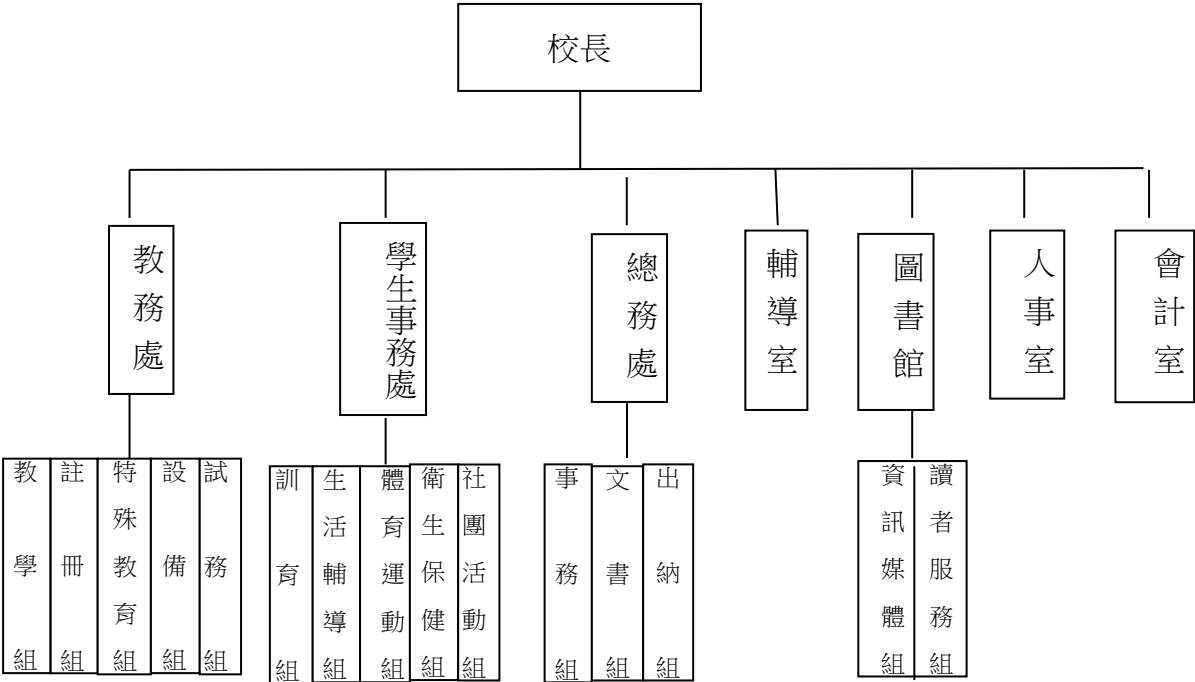 校長
教務處
學生事務處
總務處
輔導室
圖書館
人事室
會計室
教學組
註冊組
特殊教育組
設備組
試務組
訓育組
生活輔導組
體育運動組
衛生保健組
社團活動組
事務組
文書組
出納組
資訊媒體組
讀者服務組